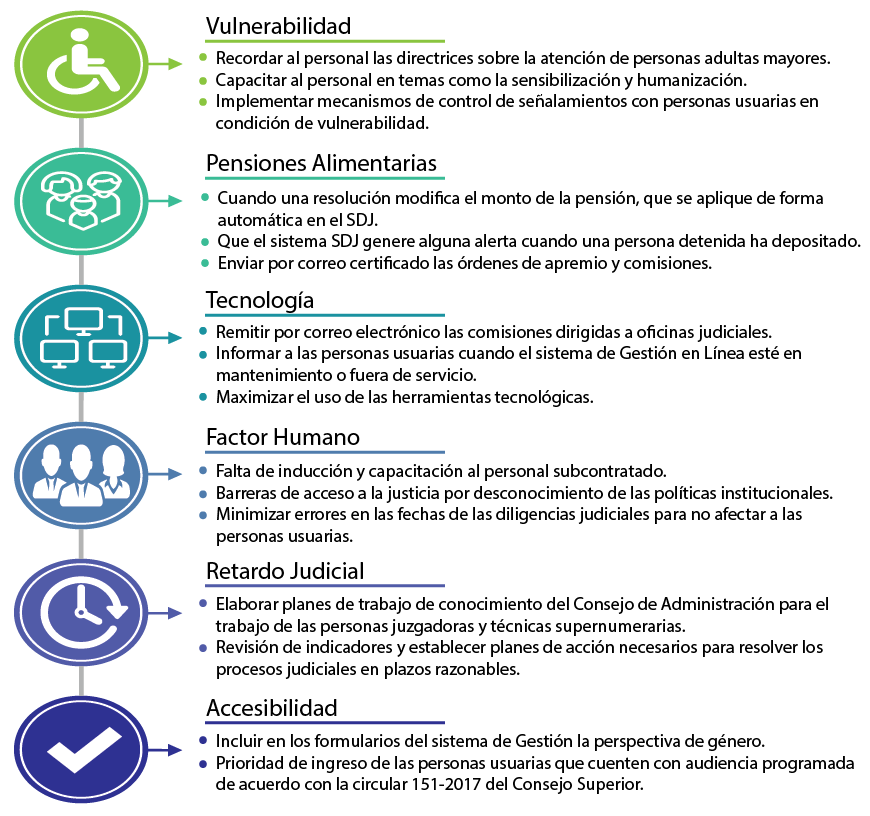 Vulnerabilidad
• Recordar al personal las directrices sobre la atención de personas adultas mayores.
• Capacitar al personal en temas como la sensibilización y humanización.
• Implementar mecanismos de control de señalamientos con personas usuarias en
condición de vulnerabilidad.
Pensiones Alimentarias
• Cuando una resolución modifica el monto de la pensión, que se aplique de forma
automática en el SDJ.
• Que el sistema SDJ genere alguna alerta cuando una persona detenida ha depositado.
• Enviar por correo certificado las órdenes de apremio y comisiones.
Tecnología
• Remitir por correo electrónico las comisiones dirigidas a oficinas judiciales.
• Informar a las personas usuarias cuando el sistema de Gestión en Línea esté en
mantenimiento o fuera de servicio.
• Maximizar el uso de las herramientas tecnológicas.
Factor Humano
• Falta de inducción y capacitación al personal subcontratado.
• Barreras de acceso a la justicia por desconocimiento de las políticas institucionales.
• Minimizar errores en las fechas de las diligencias judiciales para no afectar a las
personas usuarias.
Retardo Judicial
• Elaborar planes de trabajo de conocimiento del Consejo de Administración para el
trabajo de las personas juzgadoras y técnicas supernumerarias.
• Revisión de indicadores y establecer planes de acción necesarios para resolver los
procesos judiciales en plazos razonables.
Accesibilidad
• Incluir en los formularios del sistema de Gestión la perspectiva de género.
• Prioridad de ingreso de las personas usuarias que cuenten con audiencia programada
de acuerdo con la circular 151-2017 del Consejo Superior.